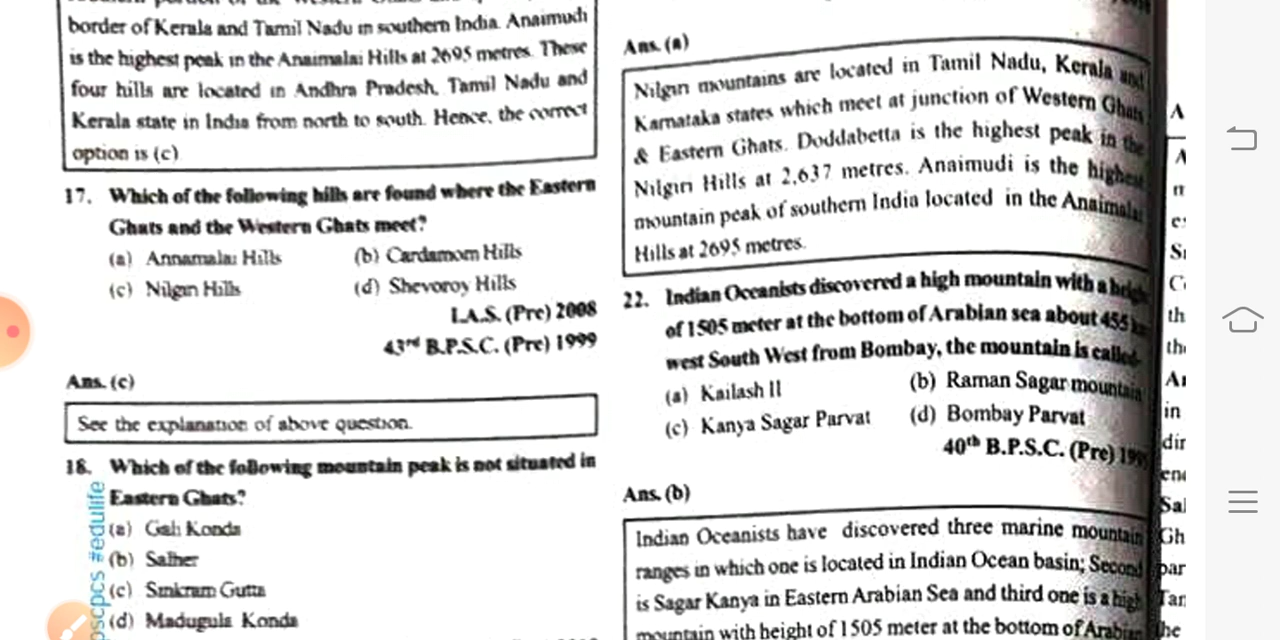 border of Kerala and Tamil Nadu in southern India. Anaimudi
is the highest peak in the Anaimalai Hills at 2695 metres. These
four hills are located in Andhra Pradesh, Tamil Nadu and
Kerala state in India from north to south. Hence, the correct
option is (c)
17. Which of the following hills are found where the Eastern
Ghats and the Western Ghats meet?
(a) Annamalai Hills (b) Cardamom Hills
(c) Nilgiri Hills (d) Shevoroy Hills
I.A.S. (Pre) 2008
43rd B.P.S.C. (Pre) 1999
Ans. (c)
See the explanation of above question.
18. Which of the following mountain peak is not situated in
Eastern Ghats?
(a) Gali Konda
(b) Salher
(c) Sinkram Gutta
(d) Madugula Konda
#edulife
Ans. (a)
Nilgiri mountains are located in Tamil Nadu, Kerala and
Karnataka states which meet at junction of Western Ghats
& Eastern Ghats. Doddabetta is the highest peak in the
Nilgiri Hills at 2,637 metres. Anaimudi is the highest
mountain peak of southern India located in the Anaimalai
Hills at 2695 metres.
22. Indian Oceanists discovered a high mountain with a
of 1505 meter at the bottom of Arabian sea about 455
west South West from Bombay, the mountain is called
(a) Kailash II (b) Raman Sagar mountain
(c) Kanya Sagar Parvat (d) Bombay Parvat
40th B.P.S.C. (Pre)
Ans. (b)
Indian Oceanists have discovered three marine mountain
ranges in which one is located in Indian Ocean basin; Second
is Sagar Kanya in Eastern Arabian Sea and third one is a high
mountain with height of 1505 meter at the bottom of Arabian